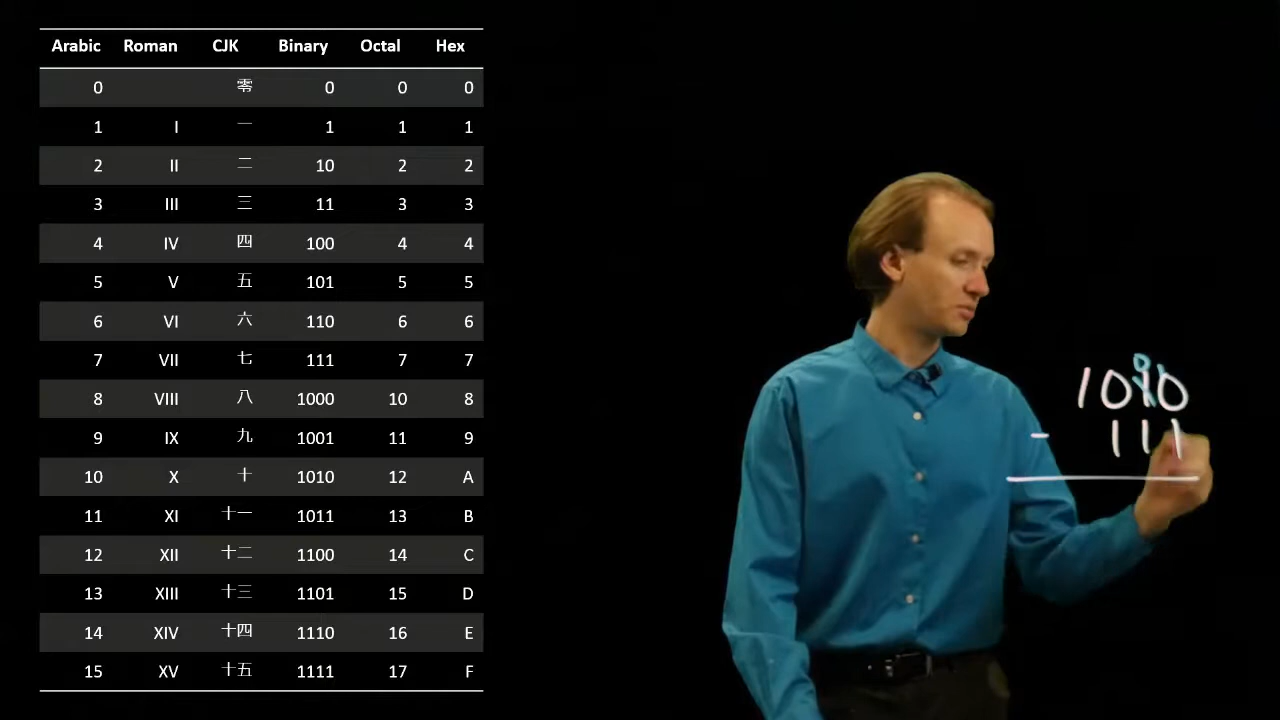 Arabic Roman CJK Binary Octal Hex
0 零 0 0 0
1 I 一 1 1 1
2 II 二 10 2 2
3 III 三 11 3 3
4 IV 四 100 4 4
5 V 五 101 5 5
6 VI 六 110 6 6
7 VII 七 111 7 7
8 VIII 八 1000 10 8
9 IX 九 1001 11 9
10 X 十 1010 12 A
11 XI 十一 1011 13 B
12 XII 十二 1100 14 C
13 XIII 十三 1101 15 D
14 XIV 十四 1110 16 E
15 XV 十五 1111 17 F
0 1
1010
- 111